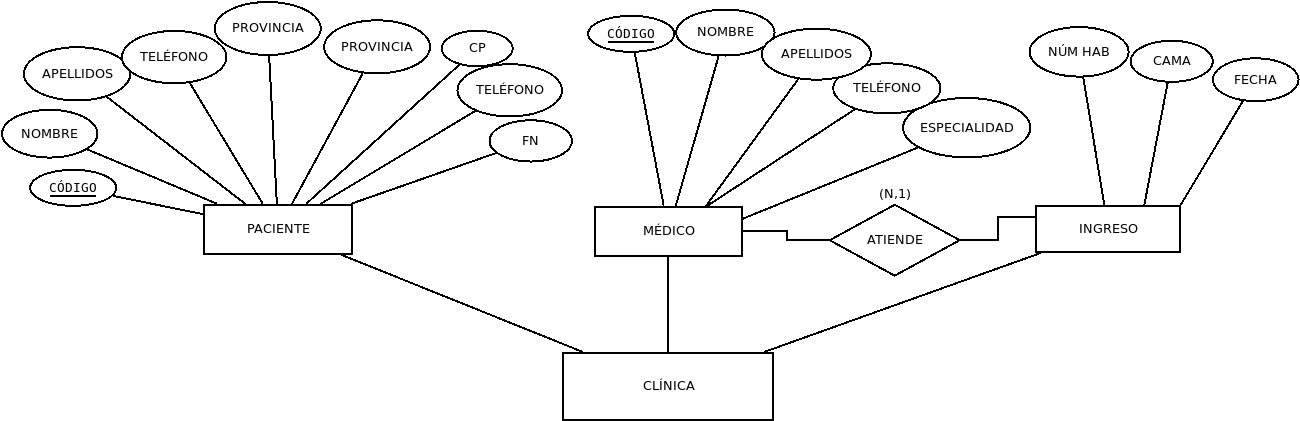 CÓDIGO
NOMBRE
APELLIDOS
TELÉFONO
PROVINCIA
PROVINCIA
CP
TELÉFONO
FN
PACIENTE
CÓDIGO
NOMBRE
APELLIDOS
TELÉFONO
ESPECIALIDAD
MÉDICO
(N,1)
ATIENDE
NÚM HAB
CAMA
FECHA
INGRESO
CLÍNICA